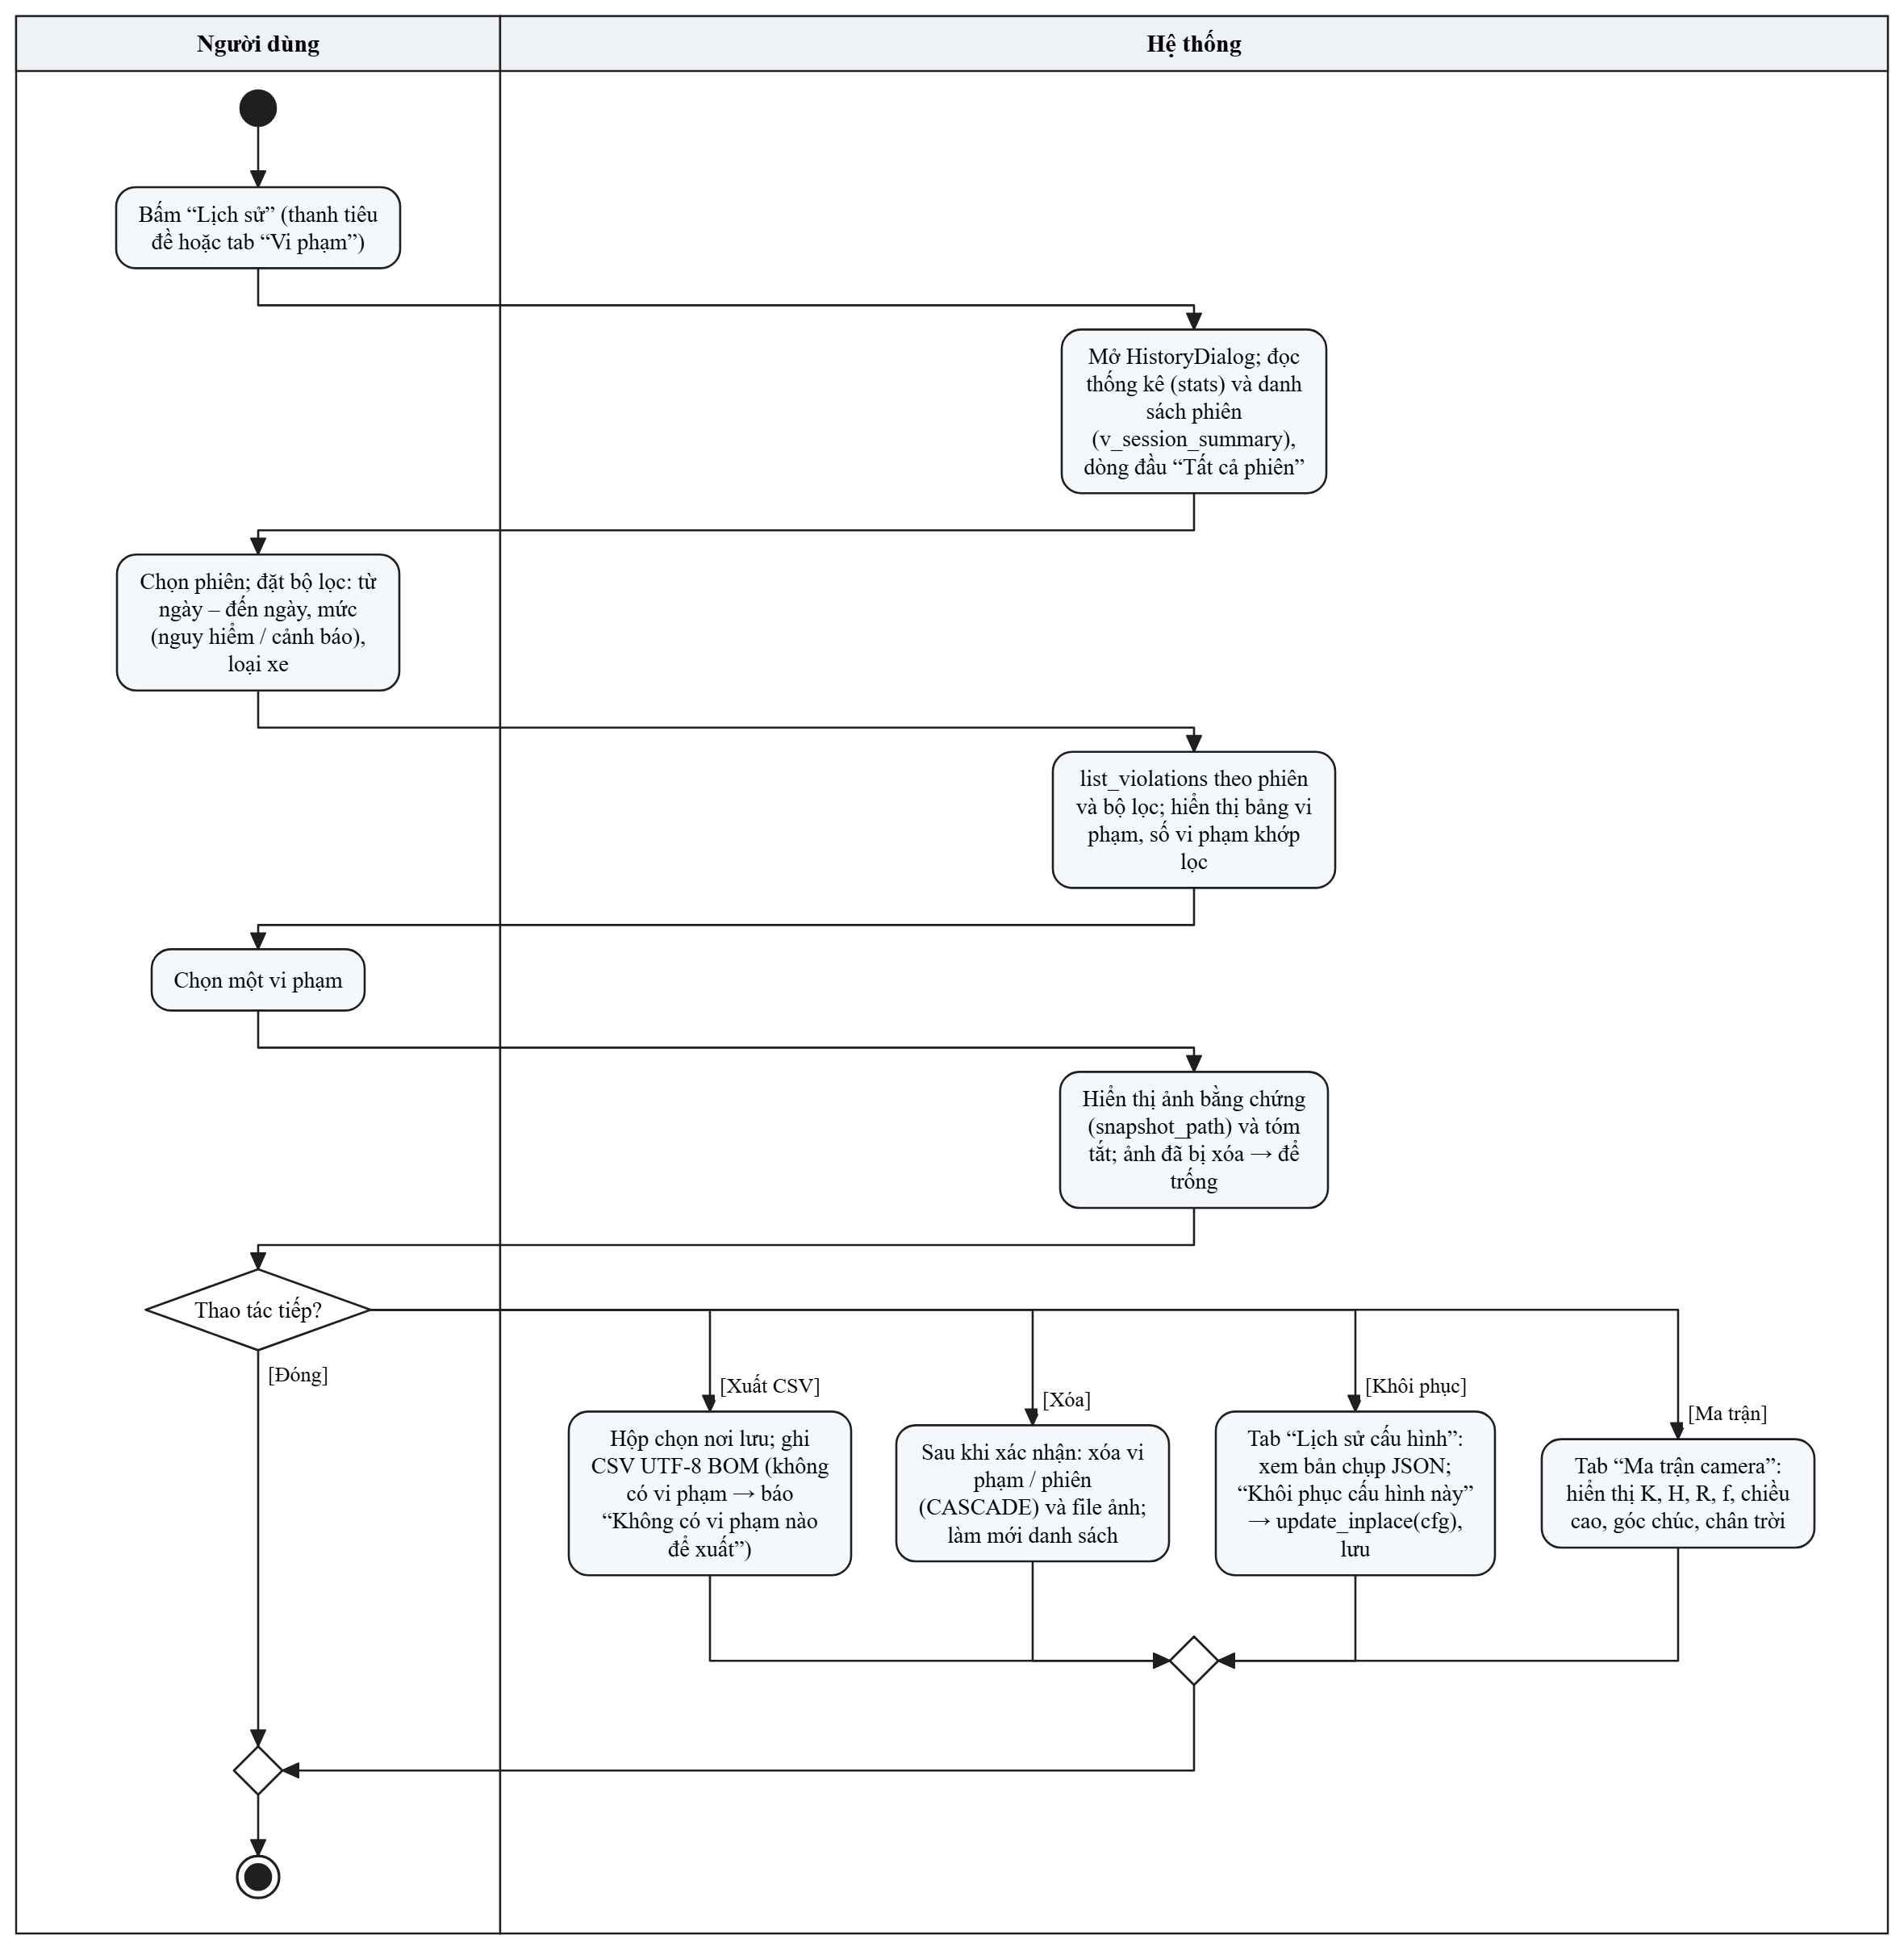 Người dùng
Hệ thống
Bấm “Lịch sử” (thanh tiêu
đề hoặc tab “Vi phạm”)
Mở HistoryDialog; đọc
thống kê (stats) và danh
sách phiên
(v_session_summary),
dòng đầu “Tất cả phiên”
Chọn phiên; đặt bộ lọc: từ
ngày – đến ngày, mức
(nguy hiểm / cảnh báo),
loại xe
list_violations theo phiên
và bộ lọc; hiển thị bảng vi
phạm, số vi phạm khớp
lọc
Chọn một vi phạm
Hiển thị ảnh bằng chứng
(snapshot_path) và tóm
tắt; ảnh đã bị xóa → để
trống
Thao tác tiếp?
[Đóng]
[Xuất CSV]
[Xóa]
[Khôi phục]
[Ma trận]
Hộp chọn nơi lưu; ghi
CSV UTF-8 BOM (không
có vi phạm → báo
“Không có vi phạm nào
để xuất”)
Sau khi xác nhận: xóa vi
phạm / phiên
(CASCADE) và file ảnh;
làm mới danh sách
Tab “Lịch sử cấu hình”:
xem bản chụp JSON;
“Khôi phục cấu hình này”
→ update_inplace(cfg),
lưu
Tab “Ma trận camera”:
hiển thị K, H, R, f, chiều
cao, góc chúc, chân trời